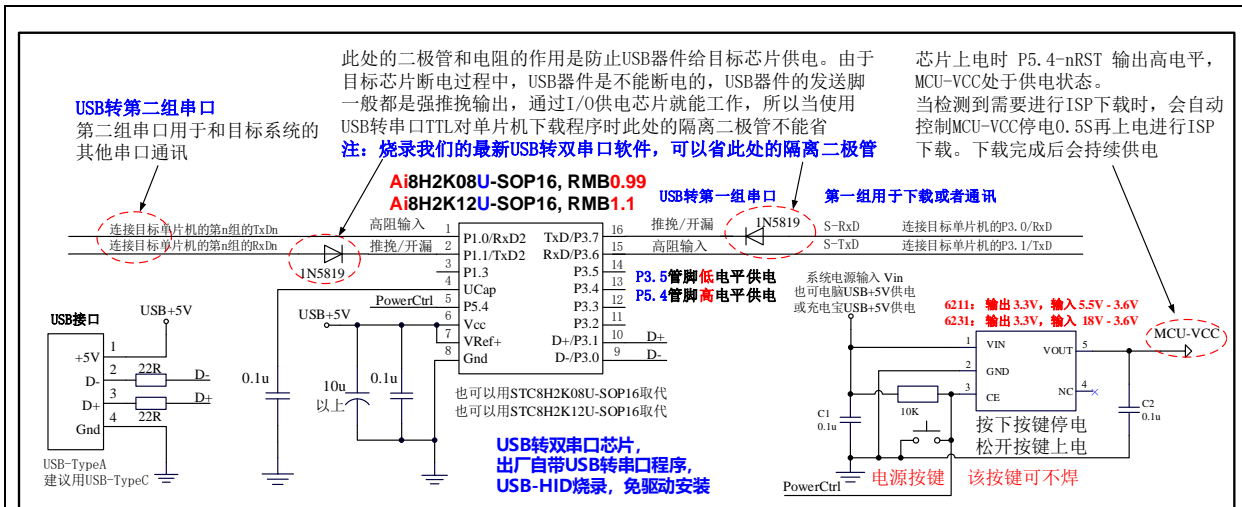 此处的二极管和电阻的作用是防止USB器件给目标芯片供电。由于
目标芯片断电过程中，USB器件是不能断电的，USB器件的发送脚
一般都是强推挽输出，通过I/O供电芯片就能工作，所以当使用
USB转串口TTL对单片机下载程序时此处的隔离二极管不能省
注：烧录我们的最新USB转双串口软件，可以省此处的隔离二极管
芯片上电时 P5.4-nRST 输出高电平，
MCU-VCC处于供电状态。
当检测到需要进行ISP下载时，会自动
控制MCU-VCC停电0.5S再上电进行ISP
下载。下载完成后会持续供电
USB转第二组串口
第二组串口用于和目标系统的
其他串口通讯
Ai8H2K08U-SOP16, RMB0.99
Ai8H2K12U-SOP16, RMB1.1
USB转第一组串口
第一组用于下载或者通讯
连接目标单片机的第n组的TxDn
连接目标单片机的第n组的RxDn
1N5819
高阻输入
推挽/开漏
1 P1.0/RxD2
2 P1.1/TxD2
3 P1.3
4 UCap
5 P5.4
6 Vcc
7 VRef+
8 Gnd
TxD/P3.7 16
RxD/P3.6 15
P3.5 14
P3.4 13
P3.3 12
P3.2 11
D+/P3.1 10 D+
D-/P3.0 9 D-
推挽/开漏
高阻输入
1N5819
S-RxD 连接目标单片机的P3.0/RxD
S-TxD 连接目标单片机的P3.1/TxD
P3.5管脚低电平供电
P5.4管脚高电平供电
PowerCtrl
USB+5V
0.1u
10u
以上
0.1u
也可以用STC8H2K08U-SOP16取代
也可以用STC8H2K12U-SOP16取代
USB转双串口芯片，
出厂自带USB转串口程序，
USB-HID烧录，免驱动安装
USB接口
USB+5V
+5V 1
D- 2 22R D-
D+ 3 22R D+
Gnd 4
USB-TypeA
建议用USB-TypeC
系统电源输入 Vin
也可电脑USB+5V供电
或充电宝USB+5V供电
6211：输出3.3V，输入5.5V - 3.6V
6231：输出3.3V，输入 18V - 3.6V
MCU-VCC
1 VIN
2 GND
3 CE
VOUT 5
NC 4
10K
C1
0.1u
C2
0.1u
按下按键停电
松开按键上电
电源按键 该按键可不焊
PowerCtrl